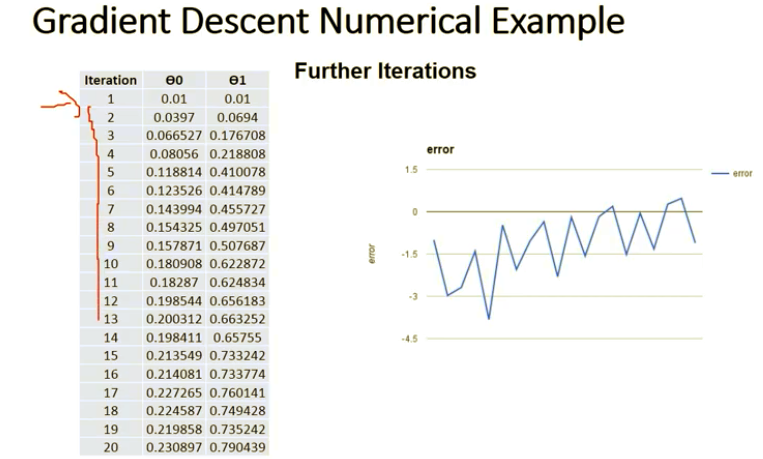 Gradient Descent Numerical Example
Further Iterations
Iteration Θ0 Θ1
1 0.01 0.01
2 0.0397 0.0694
3 0.066527 0.176708
4 0.08056 0.218808
5 0.118814 0.410078
6 0.123526 0.414789
7 0.143994 0.455727
8 0.154325 0.497051
9 0.157871 0.507687
10 0.180908 0.622872
11 0.18287 0.624834
12 0.198544 0.656183
13 0.200312 0.663252
14 0.198411 0.65755
15 0.213549 0.733242
16 0.214081 0.733774
17 0.227265 0.760141
18 0.224587 0.749428
19 0.219858 0.735242
20 0.230897 0.790439
error
1.5
0
-1.5
-3
-4.5
error
error